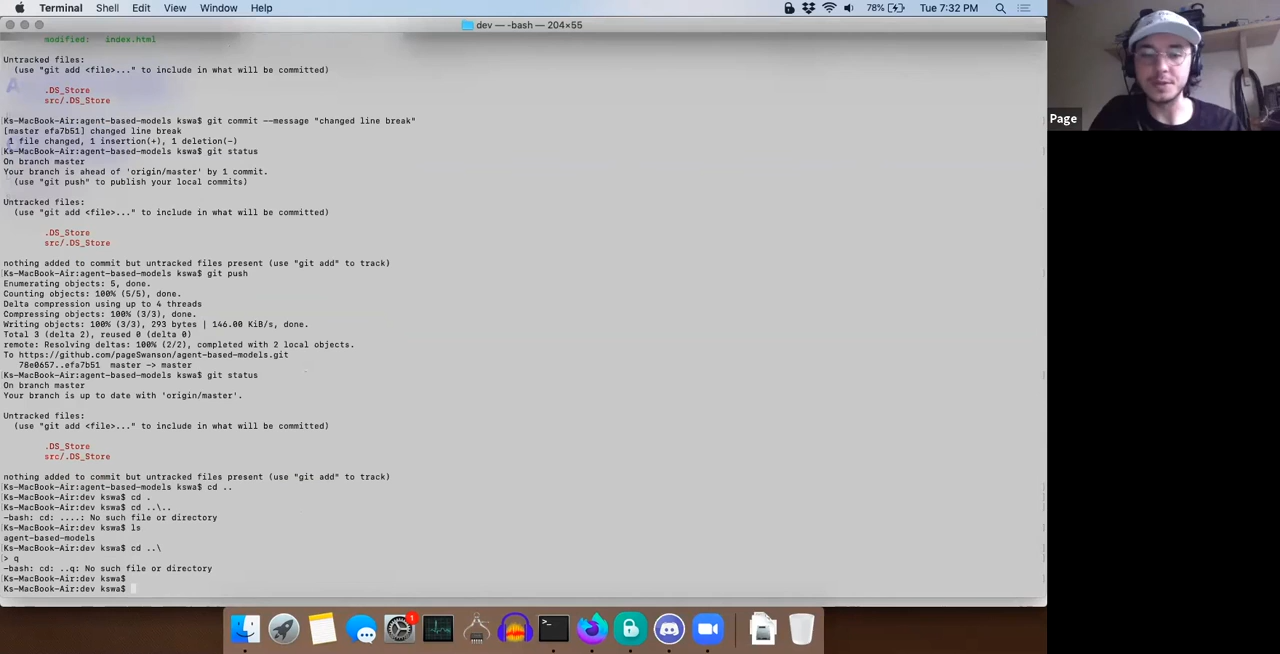 Terminal Shell Edit View Window Help 78% Tue 7:32 PM
dev — -bash — 204×55
modified:   index.html
Untracked files:
(use "git add <file>..." to include in what will be committed)
.DS_Store
src/.DS_Store
Ks-MacBook-Air:agent-based-models kswa$ git commit --message "changed line break"
[master efa7b51] changed line break
1 file changed, 1 insertion(+), 1 deletion(-)
Ks-MacBook-Air:agent-based-models kswa$ git status
On branch master
Your branch is ahead of 'origin/master' by 1 commit.
(use "git push" to publish your local commits)
Untracked files:
(use "git add <file>..." to include in what will be committed)
.DS_Store
src/.DS_Store
nothing added to commit but untracked files present (use "git add" to track)
Ks-MacBook-Air:agent-based-models kswa$ git push
Enumerating objects: 5, done.
Counting objects: 100% (5/5), done.
Delta compression using up to 4 threads
Compressing objects: 100% (3/3), done.
Writing objects: 100% (3/3), 293 bytes | 146.00 KiB/s, done.
Total 3 (delta 2), reused 0 (delta 0)
remote: Resolving deltas: 100% (2/2), completed with 2 local objects.
To https://github.com/pageSwanson/agent-based-models.git
78e0657..efa7b51  master -> master
Ks-MacBook-Air:agent-based-models kswa$ git status
On branch master
Your branch is up to date with 'origin/master'.
Untracked files:
(use "git add <file>..." to include in what will be committed)
.DS_Store
src/.DS_Store
nothing added to commit but untracked files present (use "git add" to track)
Ks-MacBook-Air:agent-based-models kswa$ cd ..
Ks-MacBook-Air:dev kswa$ cd .
Ks-MacBook-Air:dev kswa$ cd ..\..
-bash: cd: ....: No such file or directory
Ks-MacBook-Air:dev kswa$ ls
agent-based-models
Ks-MacBook-Air:dev kswa$ cd ..\
> q
-bash: cd: ..q: No such file or directory
Ks-MacBook-Air:dev kswa$
Ks-MacBook-Air:dev kswa$
Page
1
>_